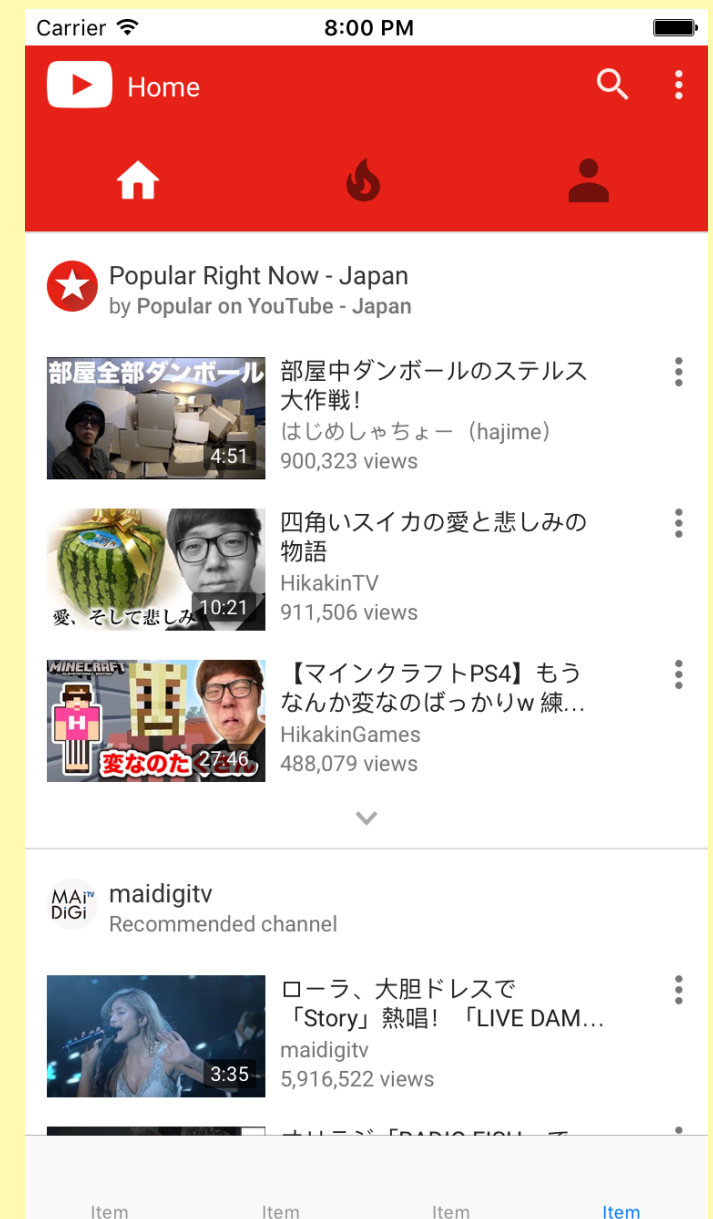 Carrier 8:00 PM
Home
Popular Right Now - Japan
by Popular on YouTube - Japan
部屋全部ダンボール
4:51
部屋中ダンボールのステルス
大作戦！
はじめしゃちょー（hajime）
900,323 views
愛、そして悲しみ
10:21
四角いスイカの愛と悲しみの
物語
HikakinTV
911,506 views
MINECRAFT
H
変なのたくさん
27:46
【マインクラフトPS4】もう
なんか変なのばっかりw 練…
HikakinGames
488,079 views
MAiTV
DiGi
maidigitv
Recommended channel
3:35
ローラ、大胆ドレスで
「Story」熱唱！「LIVE DAM…
maidigitv
5,916,522 views
Item Item Item Item